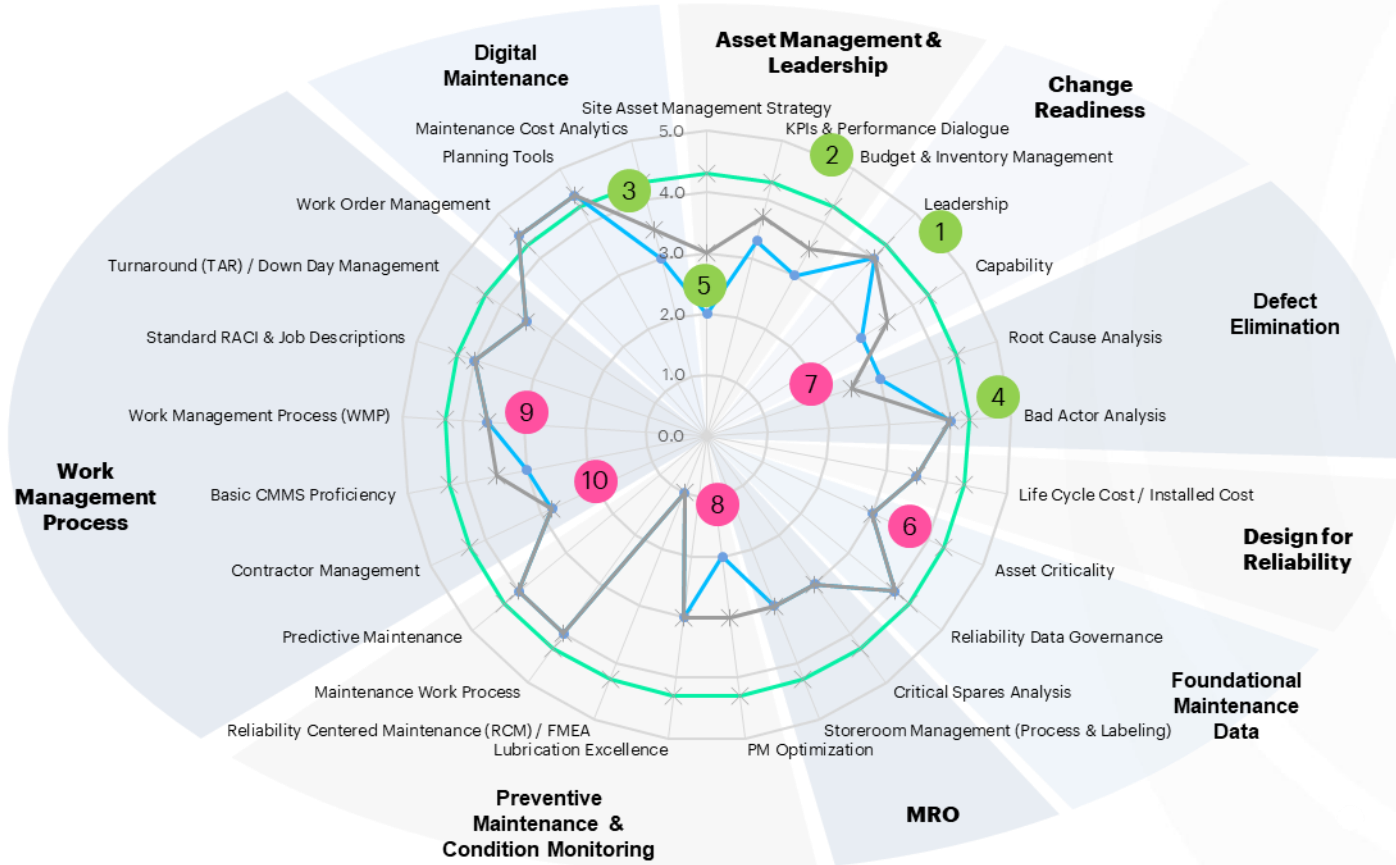 Digital
Maintenance
Asset Management &
Leadership
Change
Readiness
Site Asset Management Strategy
Maintenance Cost Analytics
5.0
KPIs & Performance Dialogue
Planning Tools
2
Budget & Inventory Management
3
4.0
Work Order Management
Leadership
1
3.0
Turnaround (TAR) / Down Day Management
Capability
5
Defect
Elimination
2.0
Standard RACI & Job Descriptions
Root Cause Analysis
1.0
7
4
Work Management Process (WMP)
9
Bad Actor Analysis
0.0
Work
Management
Process
10
Basic CMMS Proficiency
Life Cycle Cost / Installed Cost
8
6
Design for
Reliability
Contractor Management
Asset Criticality
Predictive Maintenance
Reliability Data Governance
Maintenance Work Process
Critical Spares Analysis
Foundational
Maintenance
Data
Reliability Centered Maintenance (RCM) / FMEA
Storeroom Management (Process & Labeling)
Lubrication Excellence
PM Optimization
Preventive
Maintenance &
Condition Monitoring
MRO